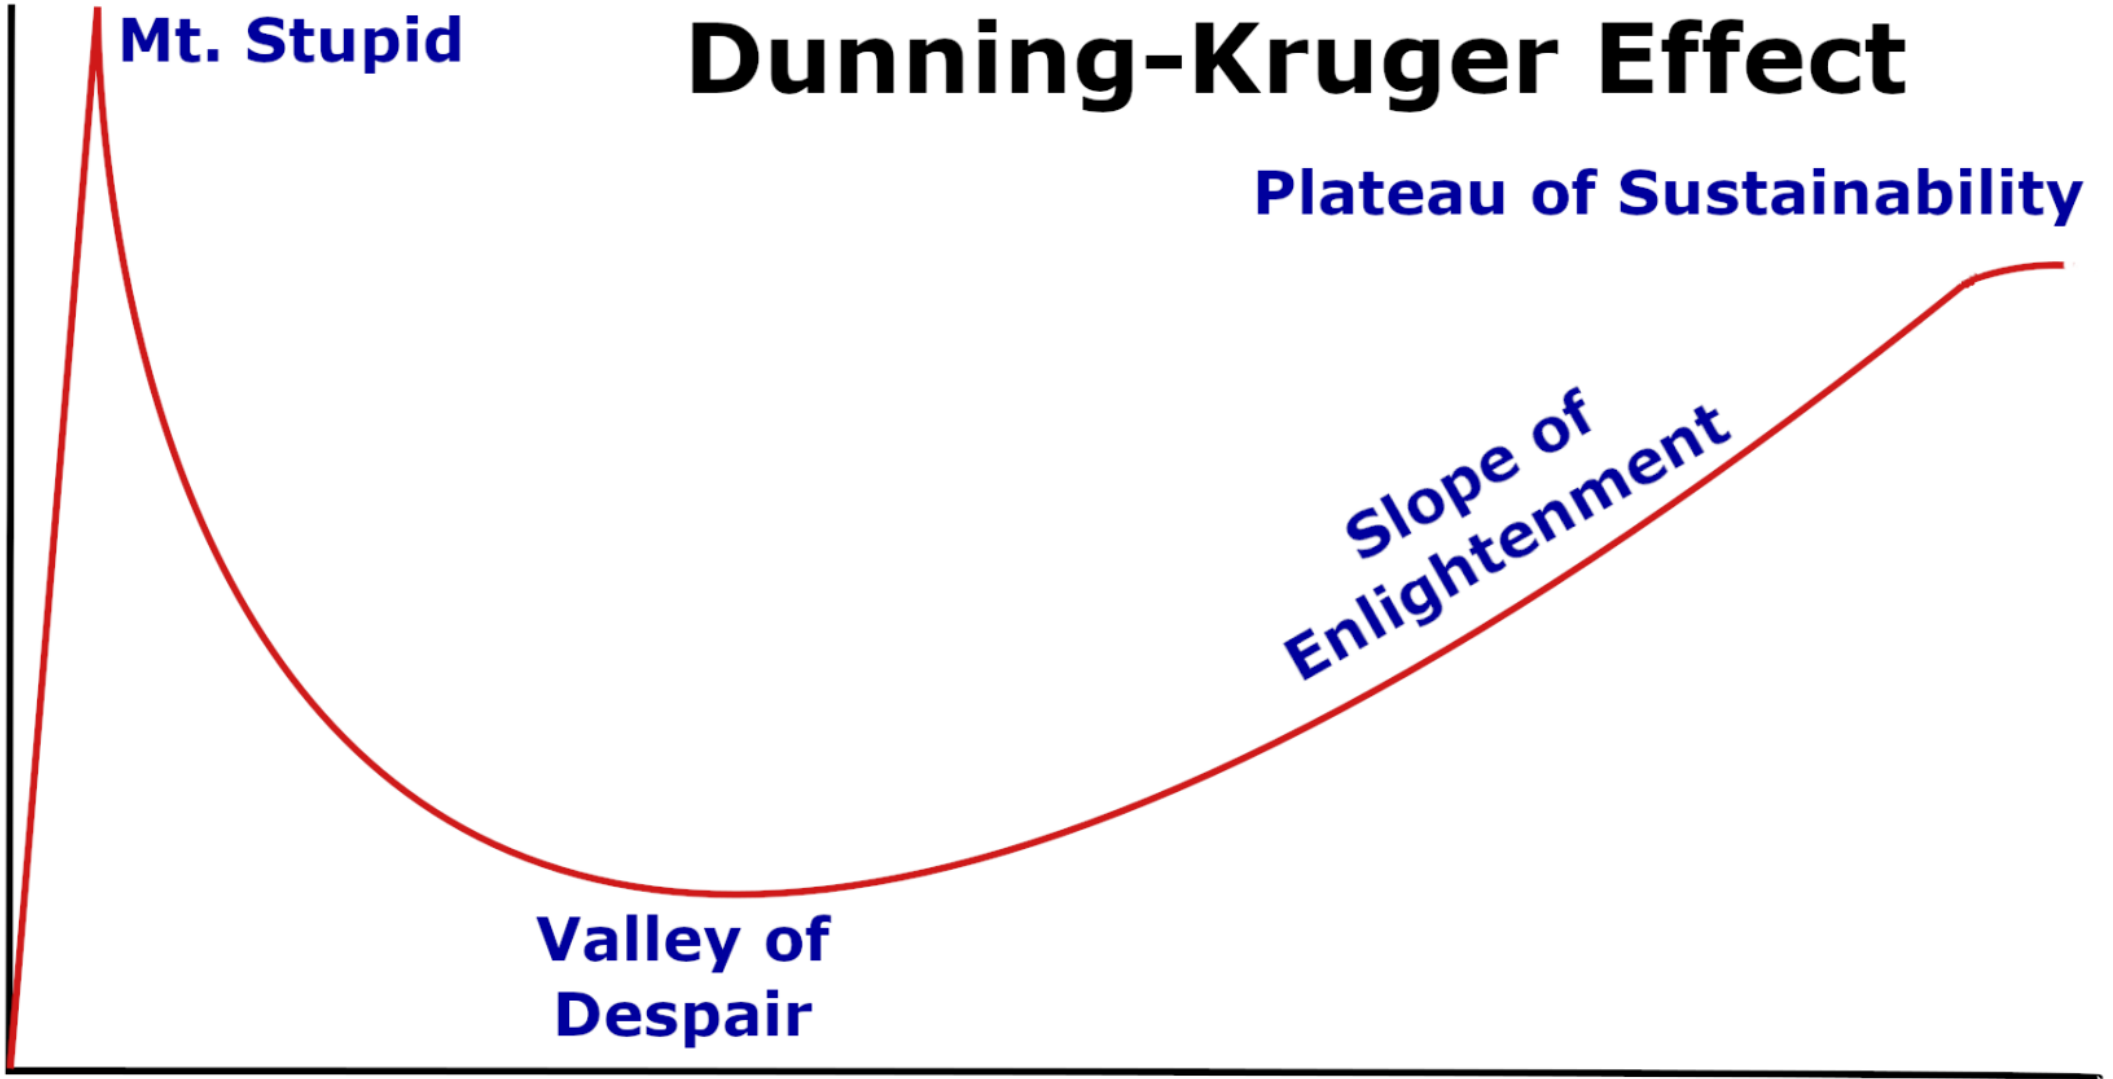 Mt. Stupid
Dunning-Kruger Effect
Plateau of Sustainability
Slope of
Enlightenment
Valley of
Despair